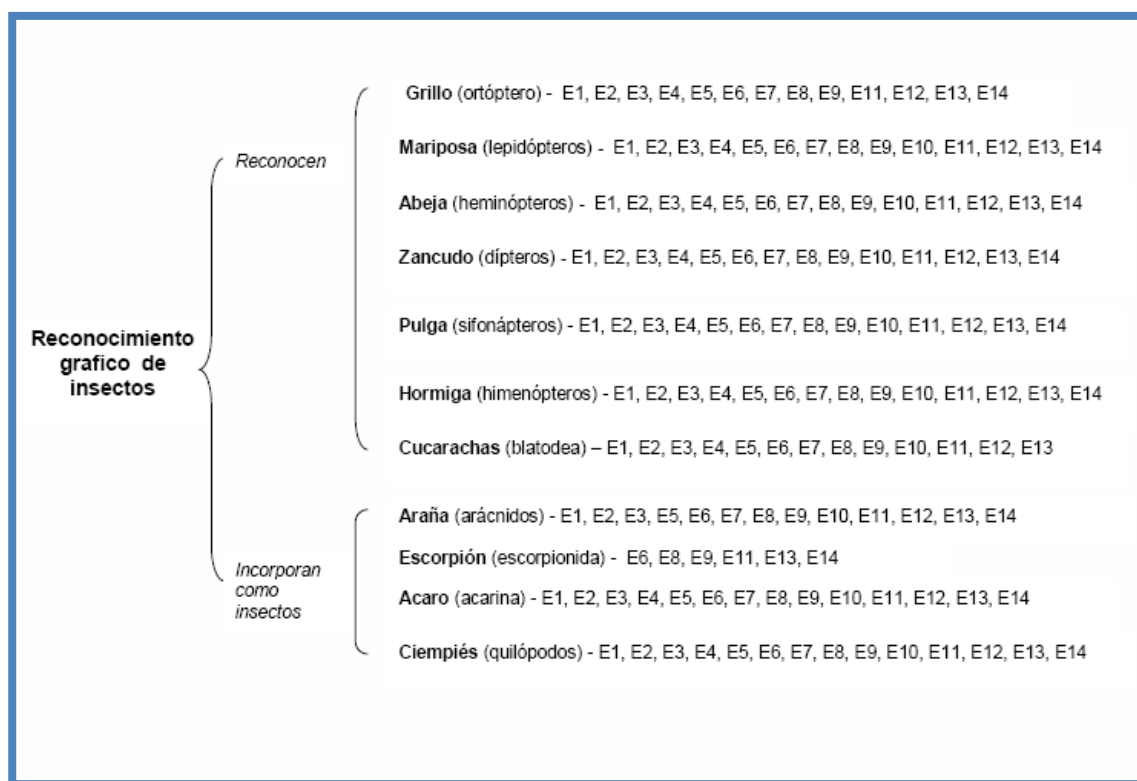 Grillo (ortóptero) - E1, E2, E3, E4, E5, E6, E7, E8, E9, E11, E12, E13, E14
Reconocen
Mariposa (lepidópteros) - E1, E2, E3, E4, E5, E6, E7, E8, E9, E10, E11, E12, E13, E14
Abeja (heminópteros) - E1, E2, E3, E4, E5, E6, E7, E8, E9, E10, E11, E12, E13, E14
Zancudo (dípteros) - E1, E2, E3, E4, E5, E6, E7, E8, E9, E10, E11, E12, E13, E14
Pulga (sifonápteros) - E1, E2, E3, E4, E5, E6, E7, E8, E9, E10, E11, E12, E13, E14
Reconocimiento
grafico de
insectos
Hormiga (himenópteros) - E1, E2, E3, E4, E5, E6, E7, E8, E9, E10, E11, E12, E13, E14
Cucarachas (blatodea) – E1, E2, E3, E4, E5, E6, E7, E8, E9, E10, E11, E12, E13
Araña (arácnidos) - E1, E2, E3, E5, E6, E7, E8, E9, E10, E11, E12, E13, E14
Escorpión (escorpionida) - E6, E8, E9, E11, E13, E14
Incorporan
como
insectos
Acaro (acarina) - E1, E2, E3, E4, E5, E6, E7, E8, E9, E10, E11, E12, E13, E14
Ciempiés (quilópodos) - E1, E2, E3, E4, E5, E6, E7, E8, E9, E10, E11, E12, E13, E14